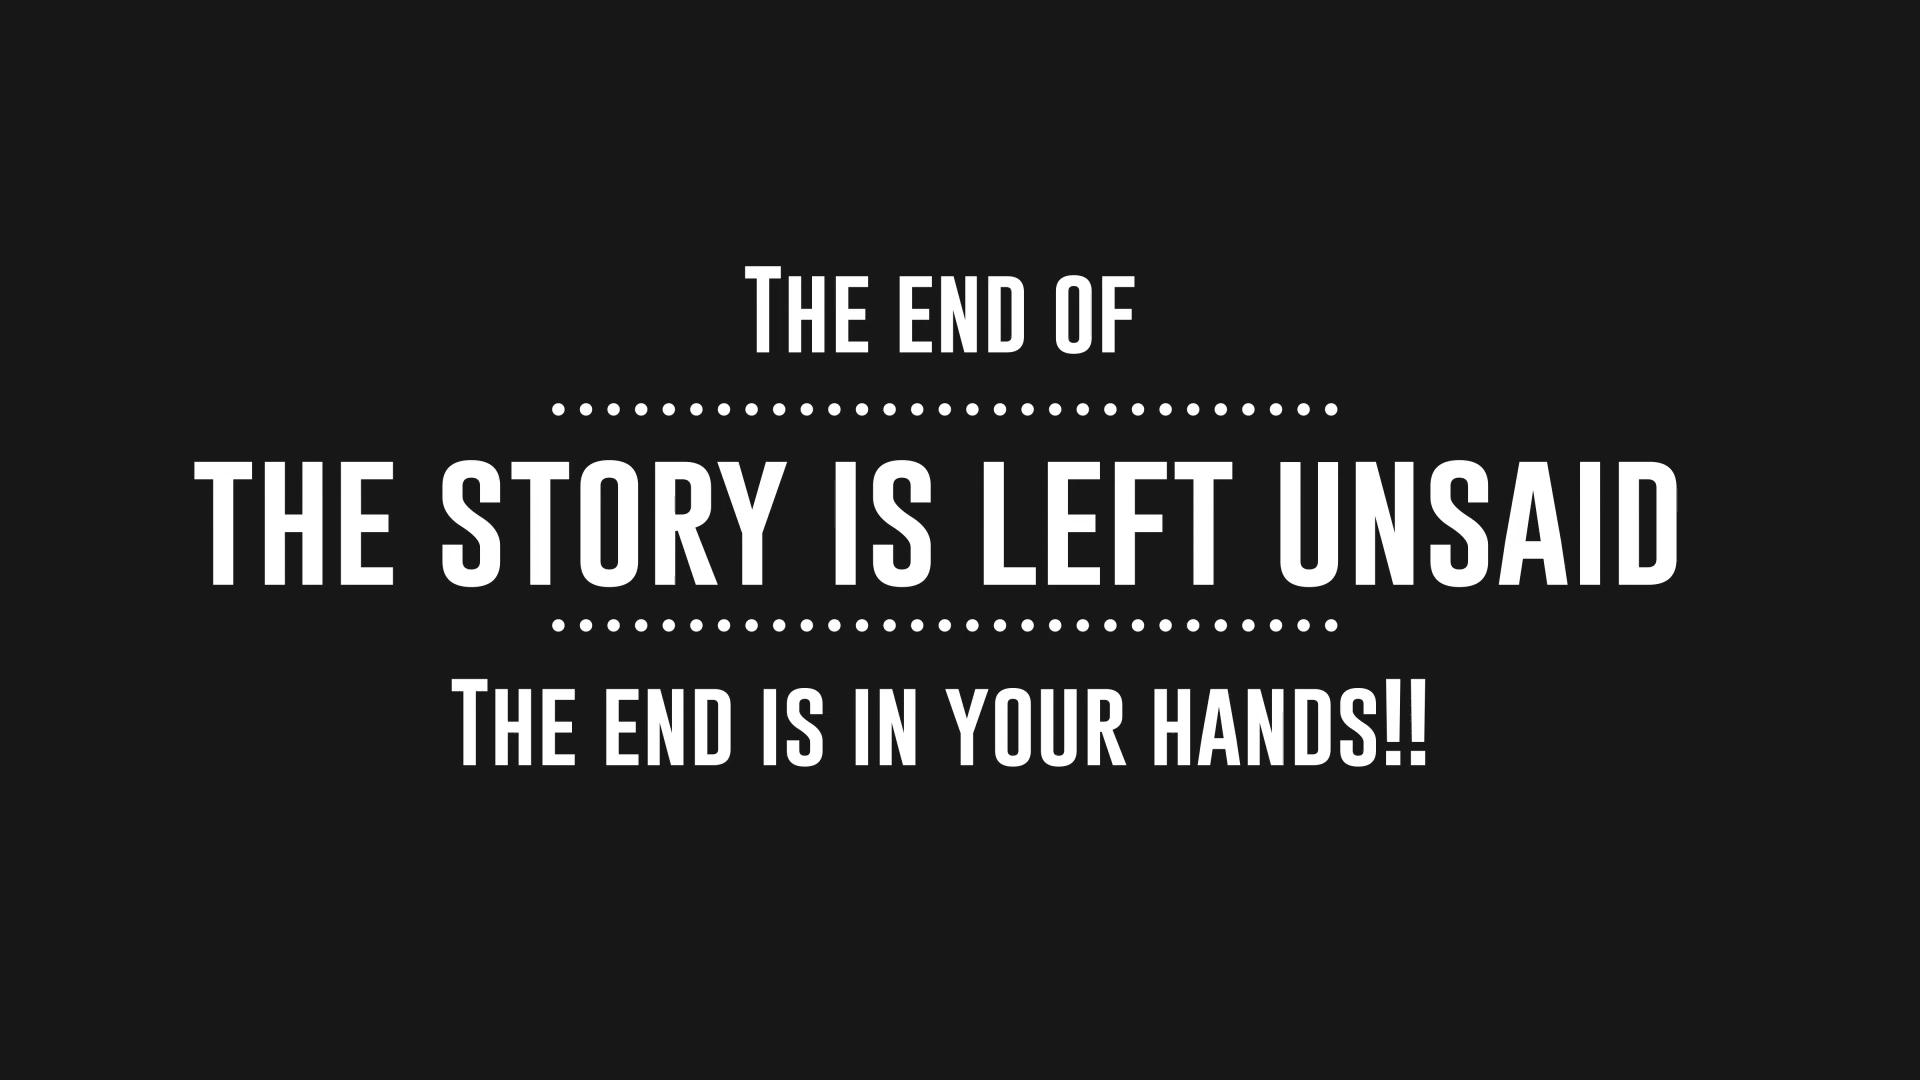 The end of
THE STORY IS LEFT UNSAID
The end is in your hands!!